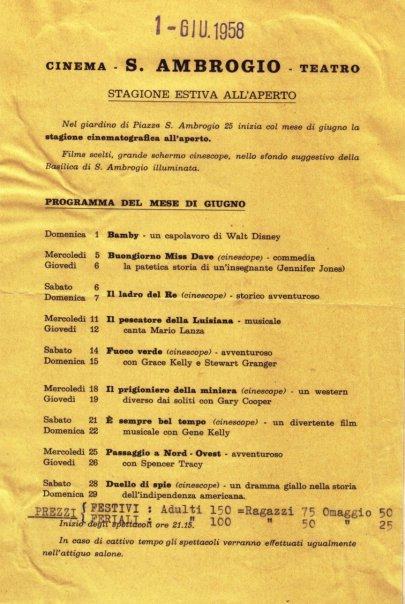 1-GIU.1958
CINEMA - S. AMBROGIO - TEATRO
STAGIONE ESTIVA ALL'APERTO
Nel giardino di Piazza S. Ambrogio 25 inizia col mese di giugno la
stagione cinematografica all'aperto.
Films scelti, grande schermo cinescope, nello sfondo suggestivo della
Basilica di S. Ambrogio illuminata.
PROGRAMMA DEL MESE DI GIUGNO
Domenica 1 Bamby - un capolavoro di Walt Disney
Mercoledì 5 Buongiorno Miss Dave (cinescope) - commedia
Giovedì 6 la patetica storia di un'insegnante (Jennifer Jones)
Sabato 6
Domenica 7 Il ladro del Re (cinescope) - storico avventuroso
Mercoledì 11 Il pescatore della Luisiana - musicale
Giovedì 12 canta Mario Lanza
Sabato 14 Fuoco verde (cinescope) - avventuroso
Domenica 15 con Grace Kelly e Stewart Granger
Mercoledì 18 Il prigioniero della miniera (cinescope) - un western
Giovedì 19 diverso dai soliti con Gary Cooper
Sabato 21 È sempre bel tempo (cinescope) - un divertente film
Domenica 22 musicale con Gene Kelly
Mercoledì 25 Passaggio a Nord-Ovest - avventuroso
Giovedì 26 con Spencer Tracy
Sabato 28 Duello di spie (cinescope) - un dramma giallo nella storia
Domenica 29 dell'indipendenza americana.
PREZZI { FESTIVI : Adulti 150 =Ragazzi 75 Omaggio 50
FERIALI : " 100 " 50 " 25
Inizio degli spettacoli ore 21.15.
In caso di cattivo tempo gli spettacoli verranno effettuati ugualmente
nell'attiguo salone.